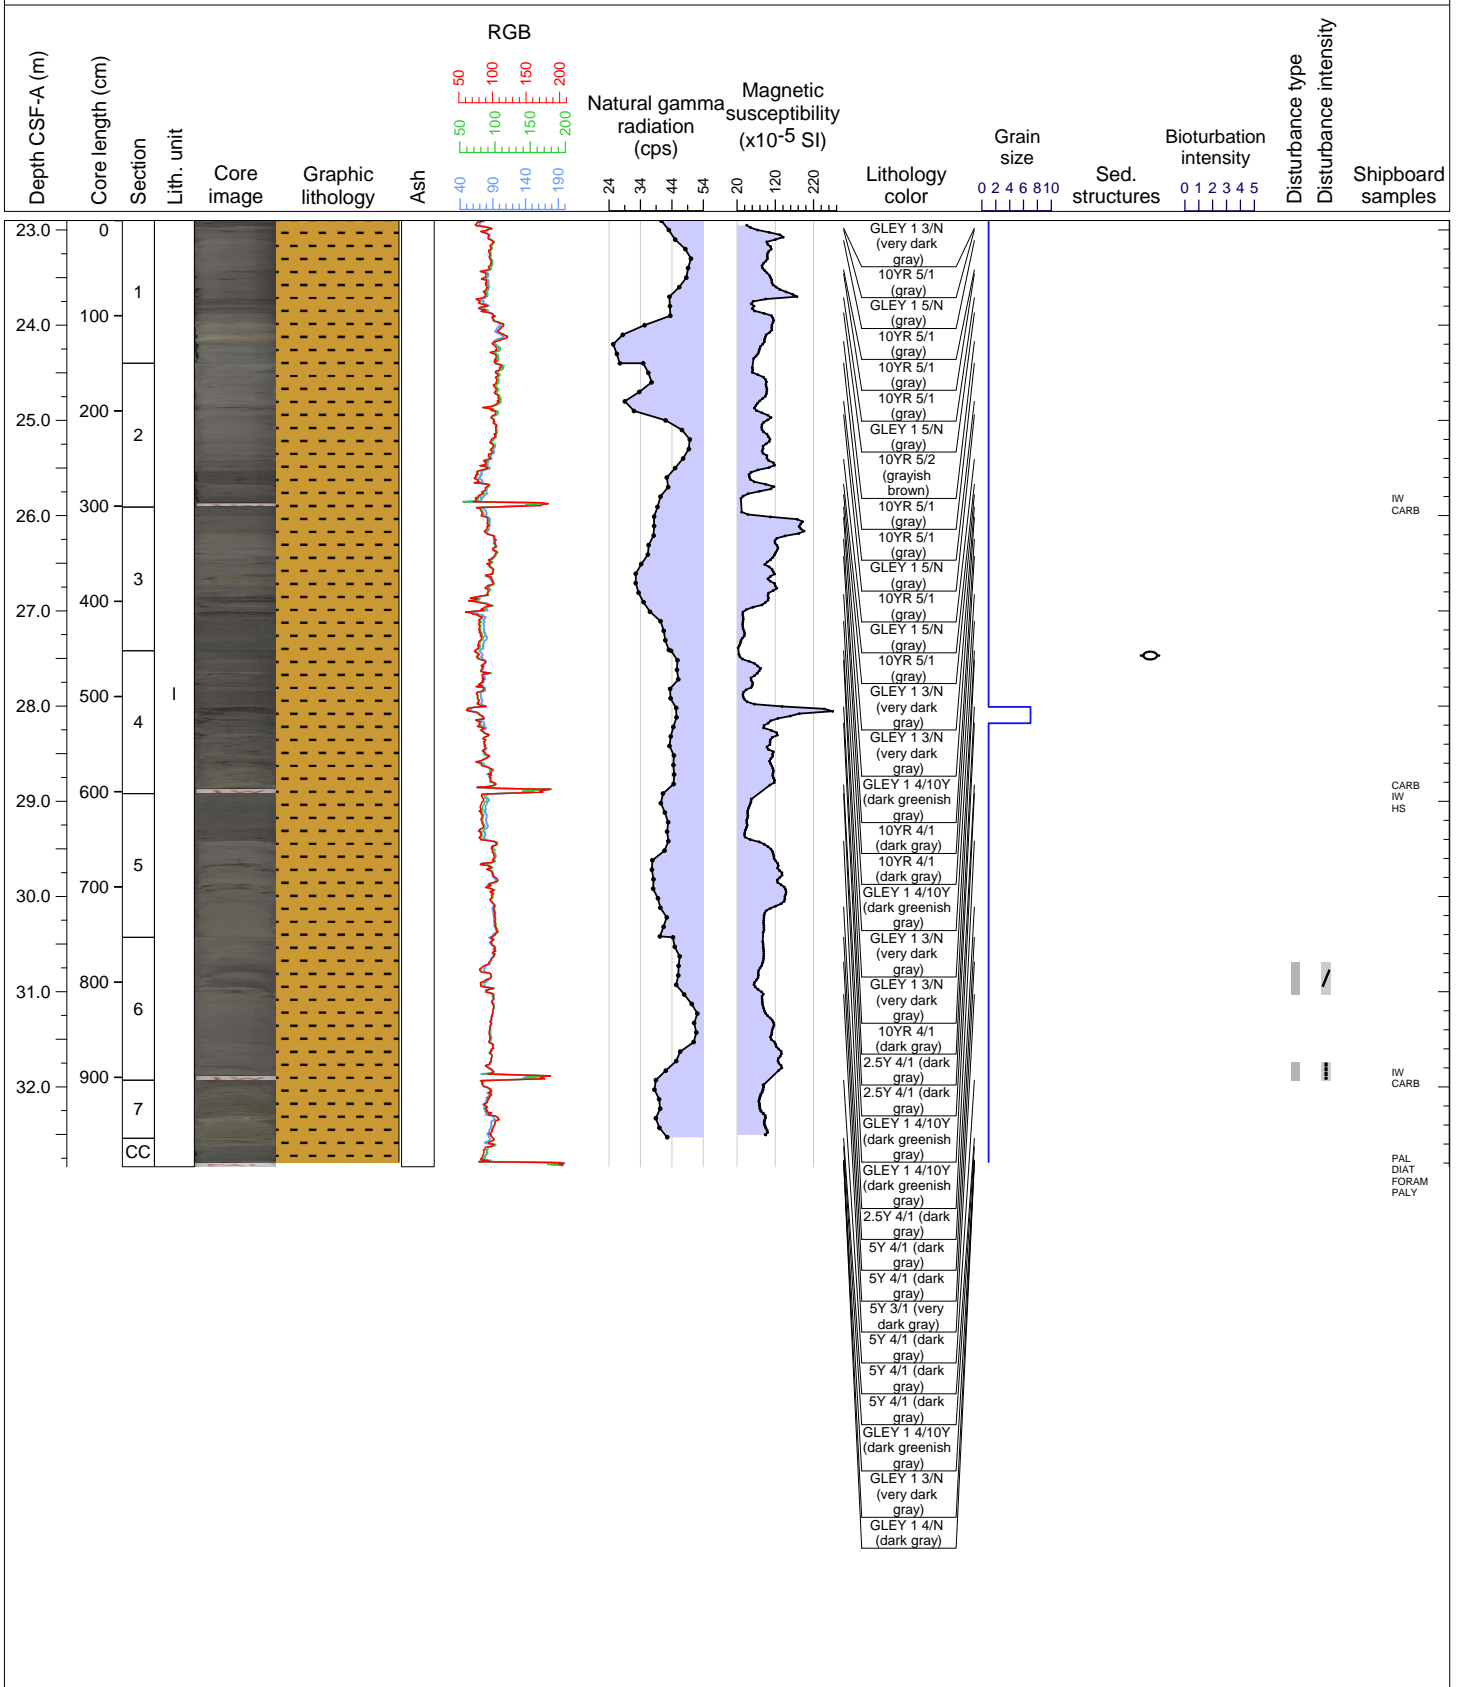 Depth CSF-A (m)
Core length (cm)
Section
Lith. unit
Core
image
Graphic
lithology
Ash
RGB
50 100 150 200
50 100 150 200
40 90 140 190
Natural gamma
radiation
(cps)
24 34 44 54
Magnetic
susceptibility
(x10-5 SI)
20 120 220
Lithology
color
Grain
size
0 2 4 6 8 10
Sed.
structures
Bioturbation
intensity
0 1 2 3 4 5
Disturbance type
Disturbance intensity
Shipboard
samples
23.0
24.0
25.0
26.0
27.0
28.0
29.0
30.0
31.0
32.0
0
100
200
300
400
500
600
700
800
900
1
2
3
4
5
6
7
CC
I
GLEY 1 3/N
(very dark
gray)
10YR 5/1
(gray)
GLEY 1 5/N
(gray)
10YR 5/1
(gray)
10YR 5/1
(gray)
10YR 5/1
(gray)
GLEY 1 5/N
(gray)
10YR 5/2
(grayish
brown)
10YR 5/1
(gray)
10YR 5/1
(gray)
GLEY 1 5/N
(gray)
10YR 5/1
(gray)
GLEY 1 5/N
(gray)
10YR 5/1
(gray)
GLEY 1 3/N
(very dark
gray)
GLEY 1 3/N
(very dark
gray)
GLEY 1 4/10Y
(dark greenish
gray)
10YR 4/1
(dark gray)
10YR 4/1
(dark gray)
GLEY 1 4/10Y
(dark greenish
gray)
GLEY 1 3/N
(very dark
gray)
GLEY 1 3/N
(very dark
gray)
10YR 4/1
(dark gray)
2.5Y 4/1 (dark
gray)
2.5Y 4/1 (dark
gray)
GLEY 1 4/10Y
(dark greenish
gray)
GLEY 1 4/10Y
(dark greenish
gray)
2.5Y 4/1 (dark
gray)
5Y 4/1 (dark
gray)
5Y 4/1 (dark
gray)
5Y 3/1 (very
dark gray)
5Y 4/1 (dark
gray)
5Y 4/1 (dark
gray)
5Y 4/1 (dark
gray)
GLEY 1 4/10Y
(dark greenish
gray)
GLEY 1 3/N
(very dark
gray)
GLEY 1 4/N
(dark gray)
IW
CARB
CARB
IW
HS
IW
CARB
PAL
DIAT
FORAM
PALY